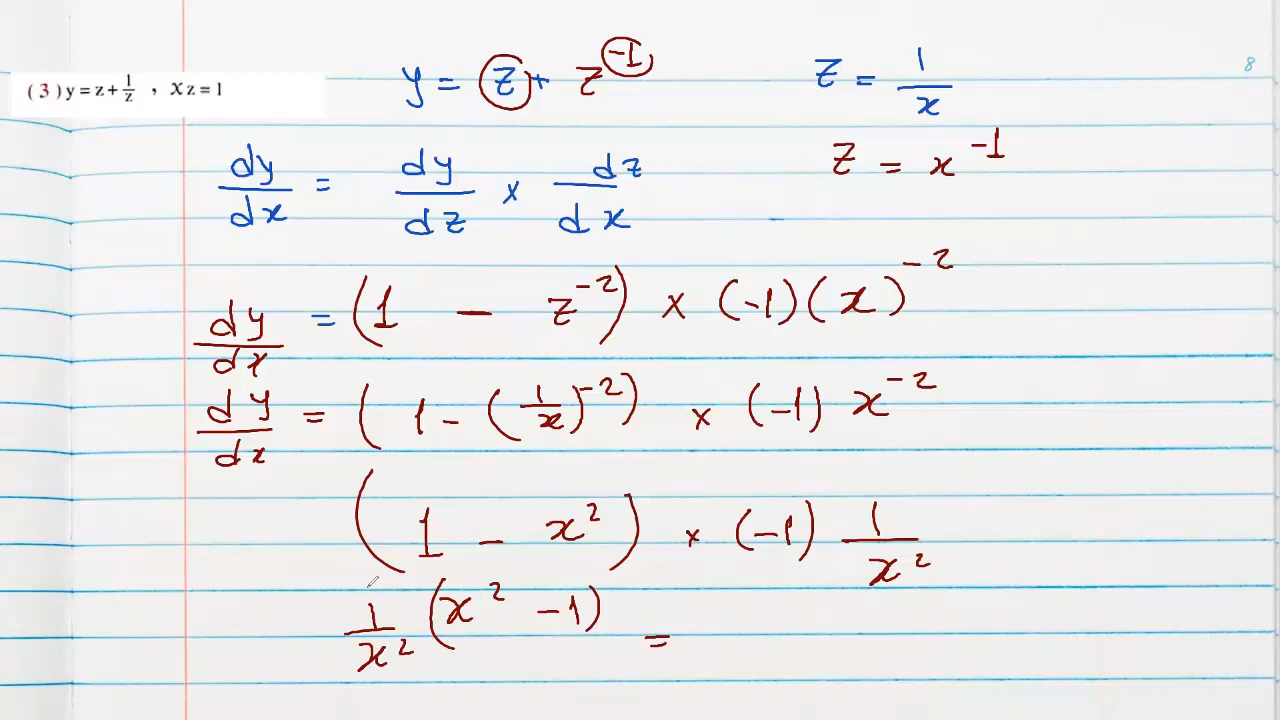 (3) y = z + 1/z , x z = 1
y = z + z^-1
z = 1/x
8
z = x^-1
dy/dx = dy/dz × dz/dx
dy/dx = (1 - z^-2) × (-1)(x)^-2
dy/dx = (1 - (1/x)^-2) × (-1) x^-2
(1 - x^2) × (-1) 1/x^2
1/x^2 (x^2 - 1) =